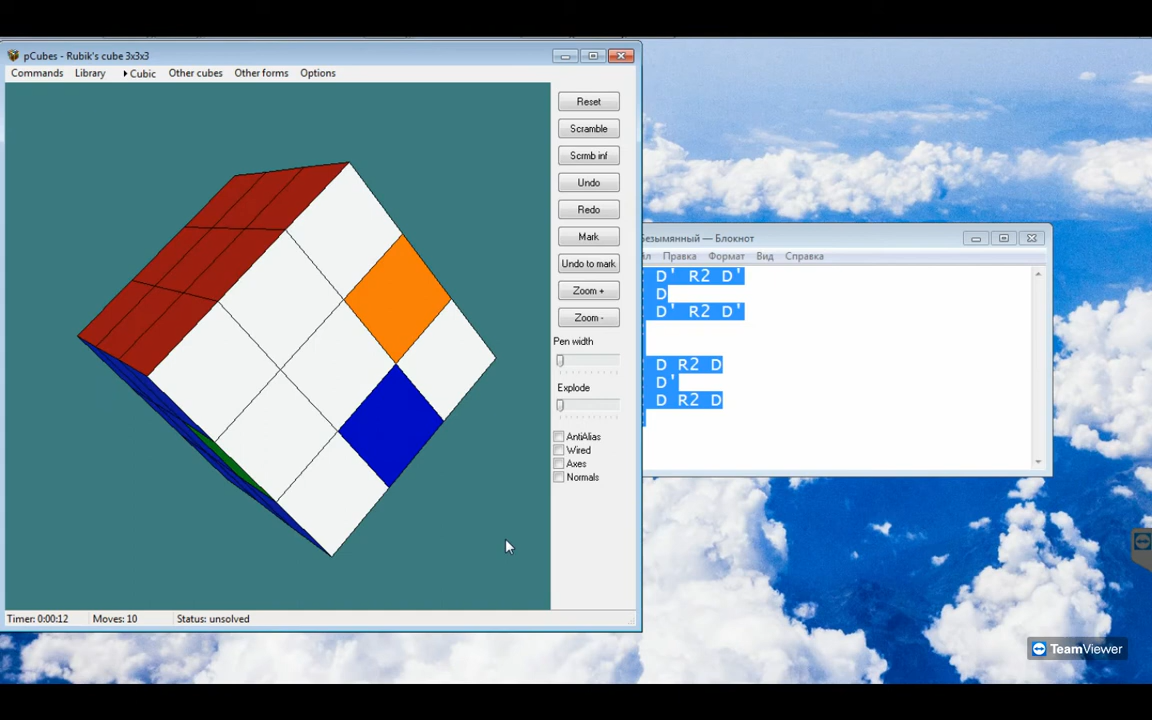 pCubes - Rubik's cube 3x3x3
Commands Library Cubic Other cubes Other forms Options
Reset
Scramble
Scrmb inf
Undo
Redo
Mark
Undo to mark
Zoom +
Zoom -
Pen width
Explode
AntiAlias
Wired
Axes
Normals
Timer: 0:00:12 Moves: 10 Status: unsolved
Безымянный — Блокнот
Правка Формат Вид Справка
D' R2 D'
D
D' R2 D'
D R2 D
D'
D R2 D
TeamViewer